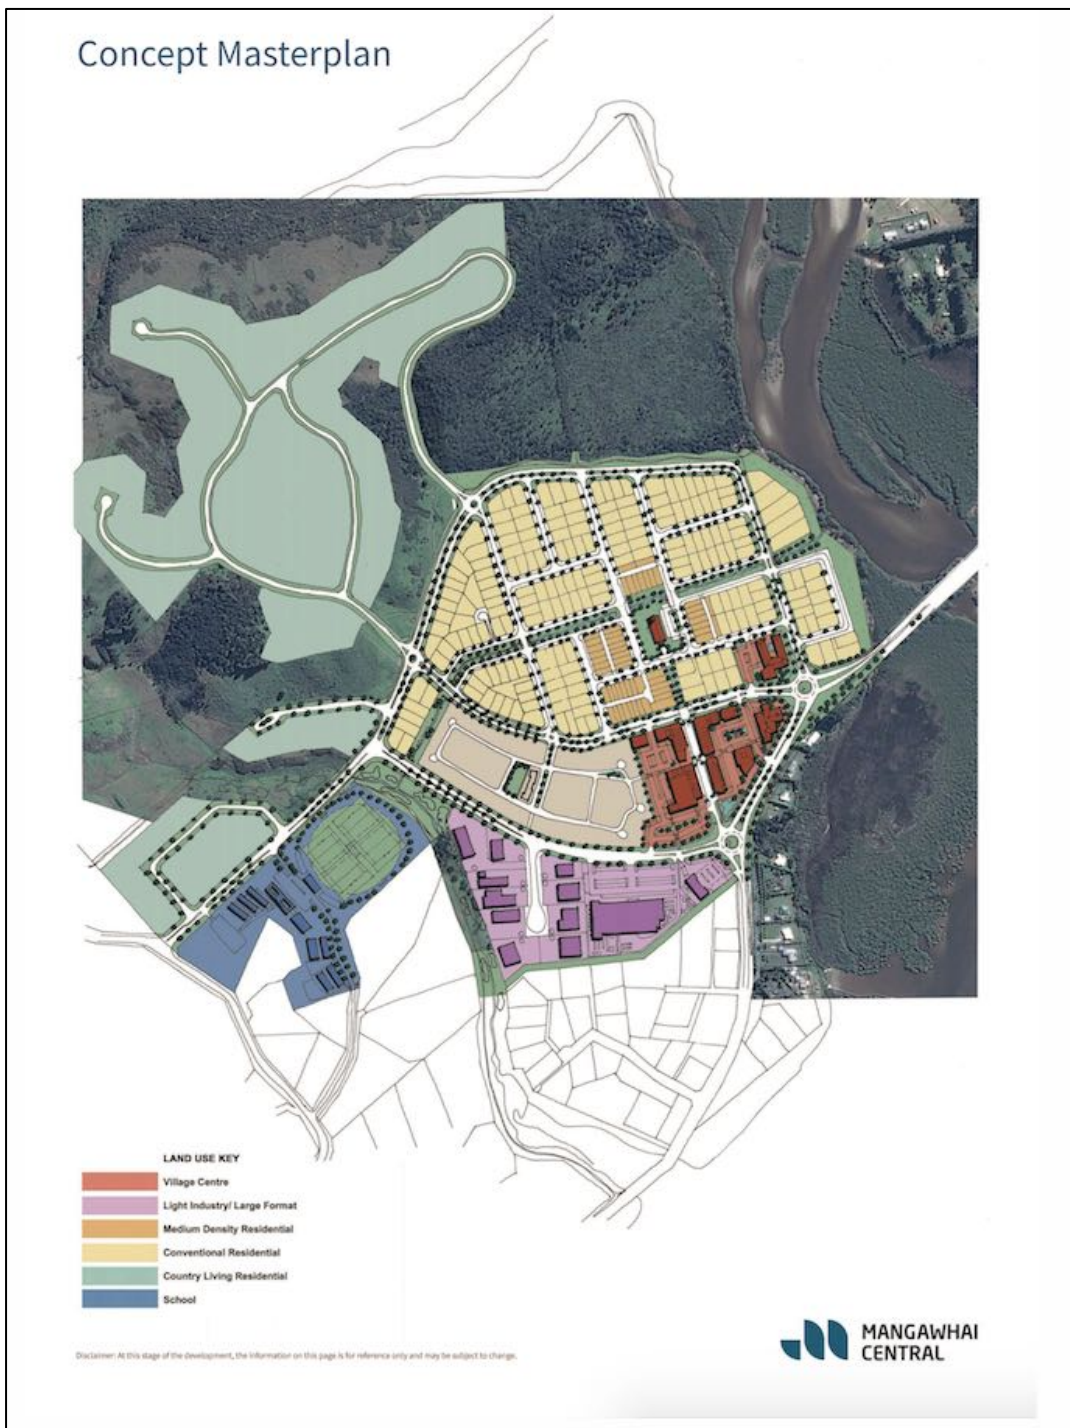 Concept Masterplan
LAND USE KEY
Village Centre
Light Industry/ Large Format
Medium Density Residential
Conventional Residential
Country Living Residential
School
Disclaimer: At this stage of the development, the information on this page is for reference only and may be subject to change.
MANGAWHAI
CENTRAL